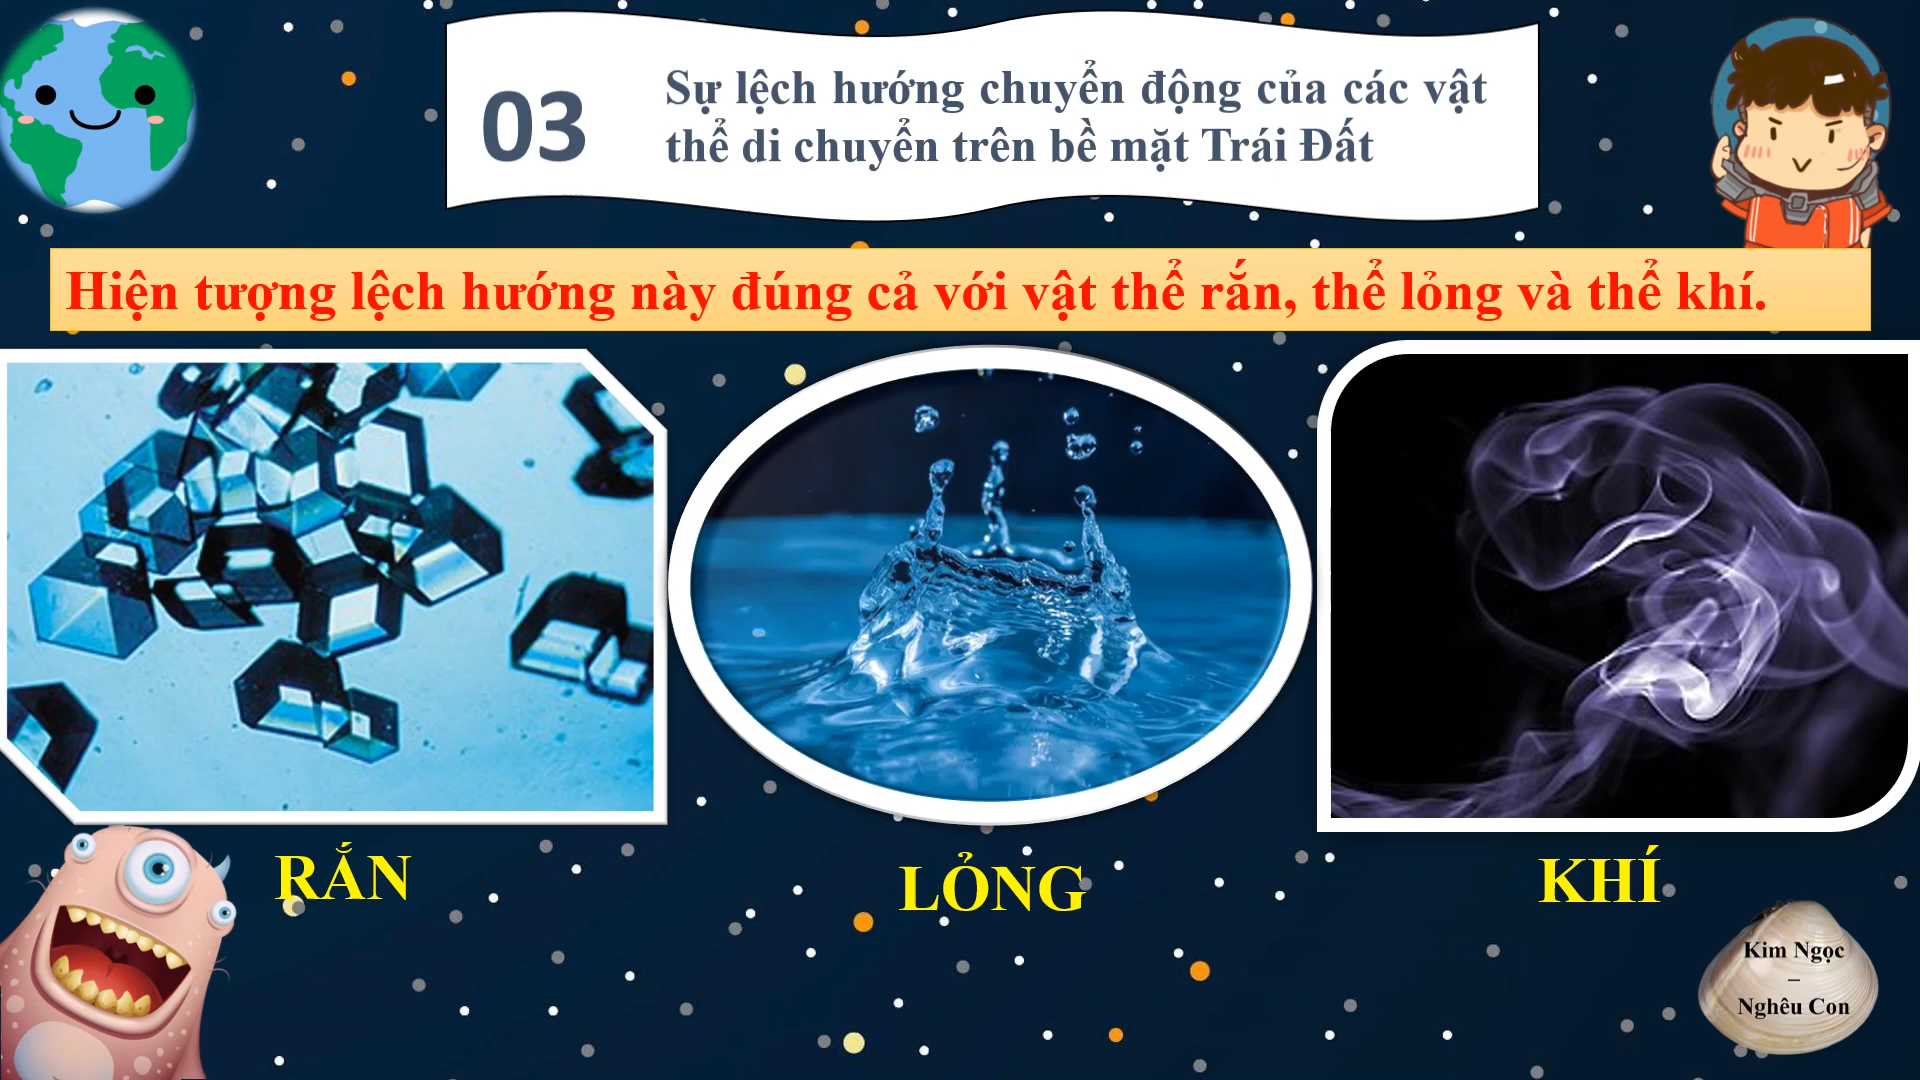 03
Sự lệch hướng chuyển động của các vật
thể di chuyển trên bề mặt Trái Đất
Hiện tượng lệch hướng này đúng cả với vật thể rắn, thể lỏng và thể khí.
RẮN
LỎNG
KHÍ
Kim Ngọc
–
Nghêu Con